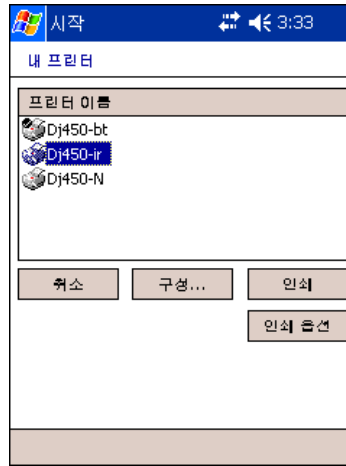 시작 3:33
내 프린터
프린터 이름
Dj450-bt
Dj450-ir
Dj450-N
취소 구성... 인쇄
인쇄 옵션